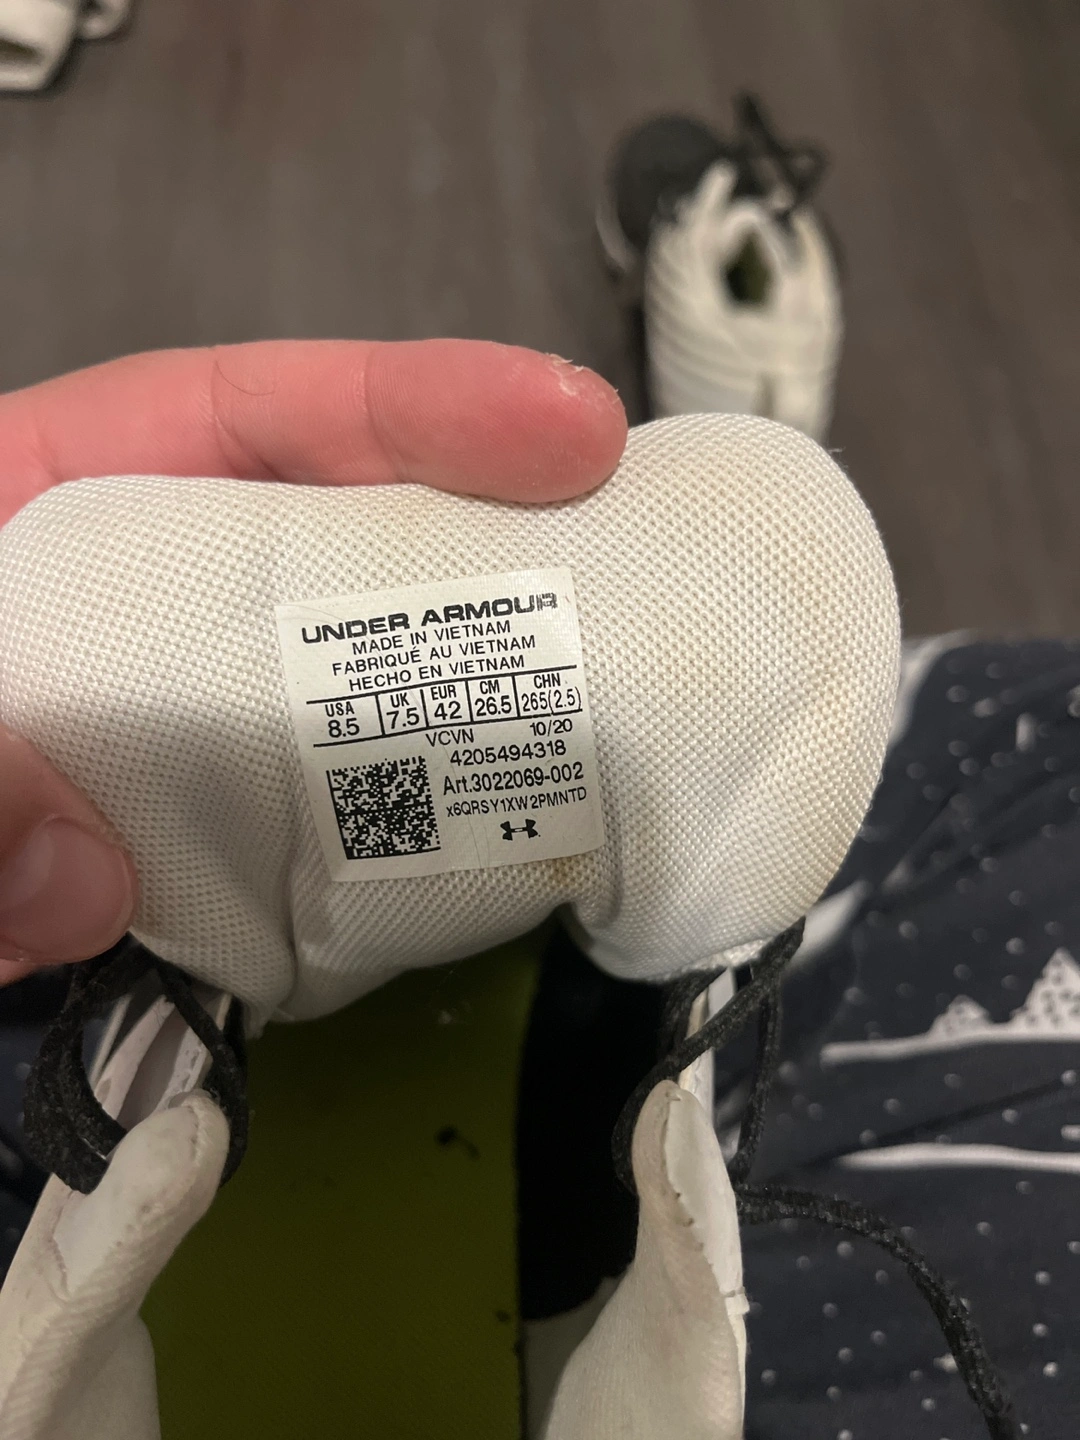 UNDER ARMOUR
MADE IN VIETNAM
FABRIQUÉ AU VIETNAM
HECHO EN VIETNAM
USA UK EUR CM CHN
8.5 7.5 42 26.5 265(2.5)
VCVN 10/20
4205494318
Art.3022069-002
x6QRSY1XW2PMNTD